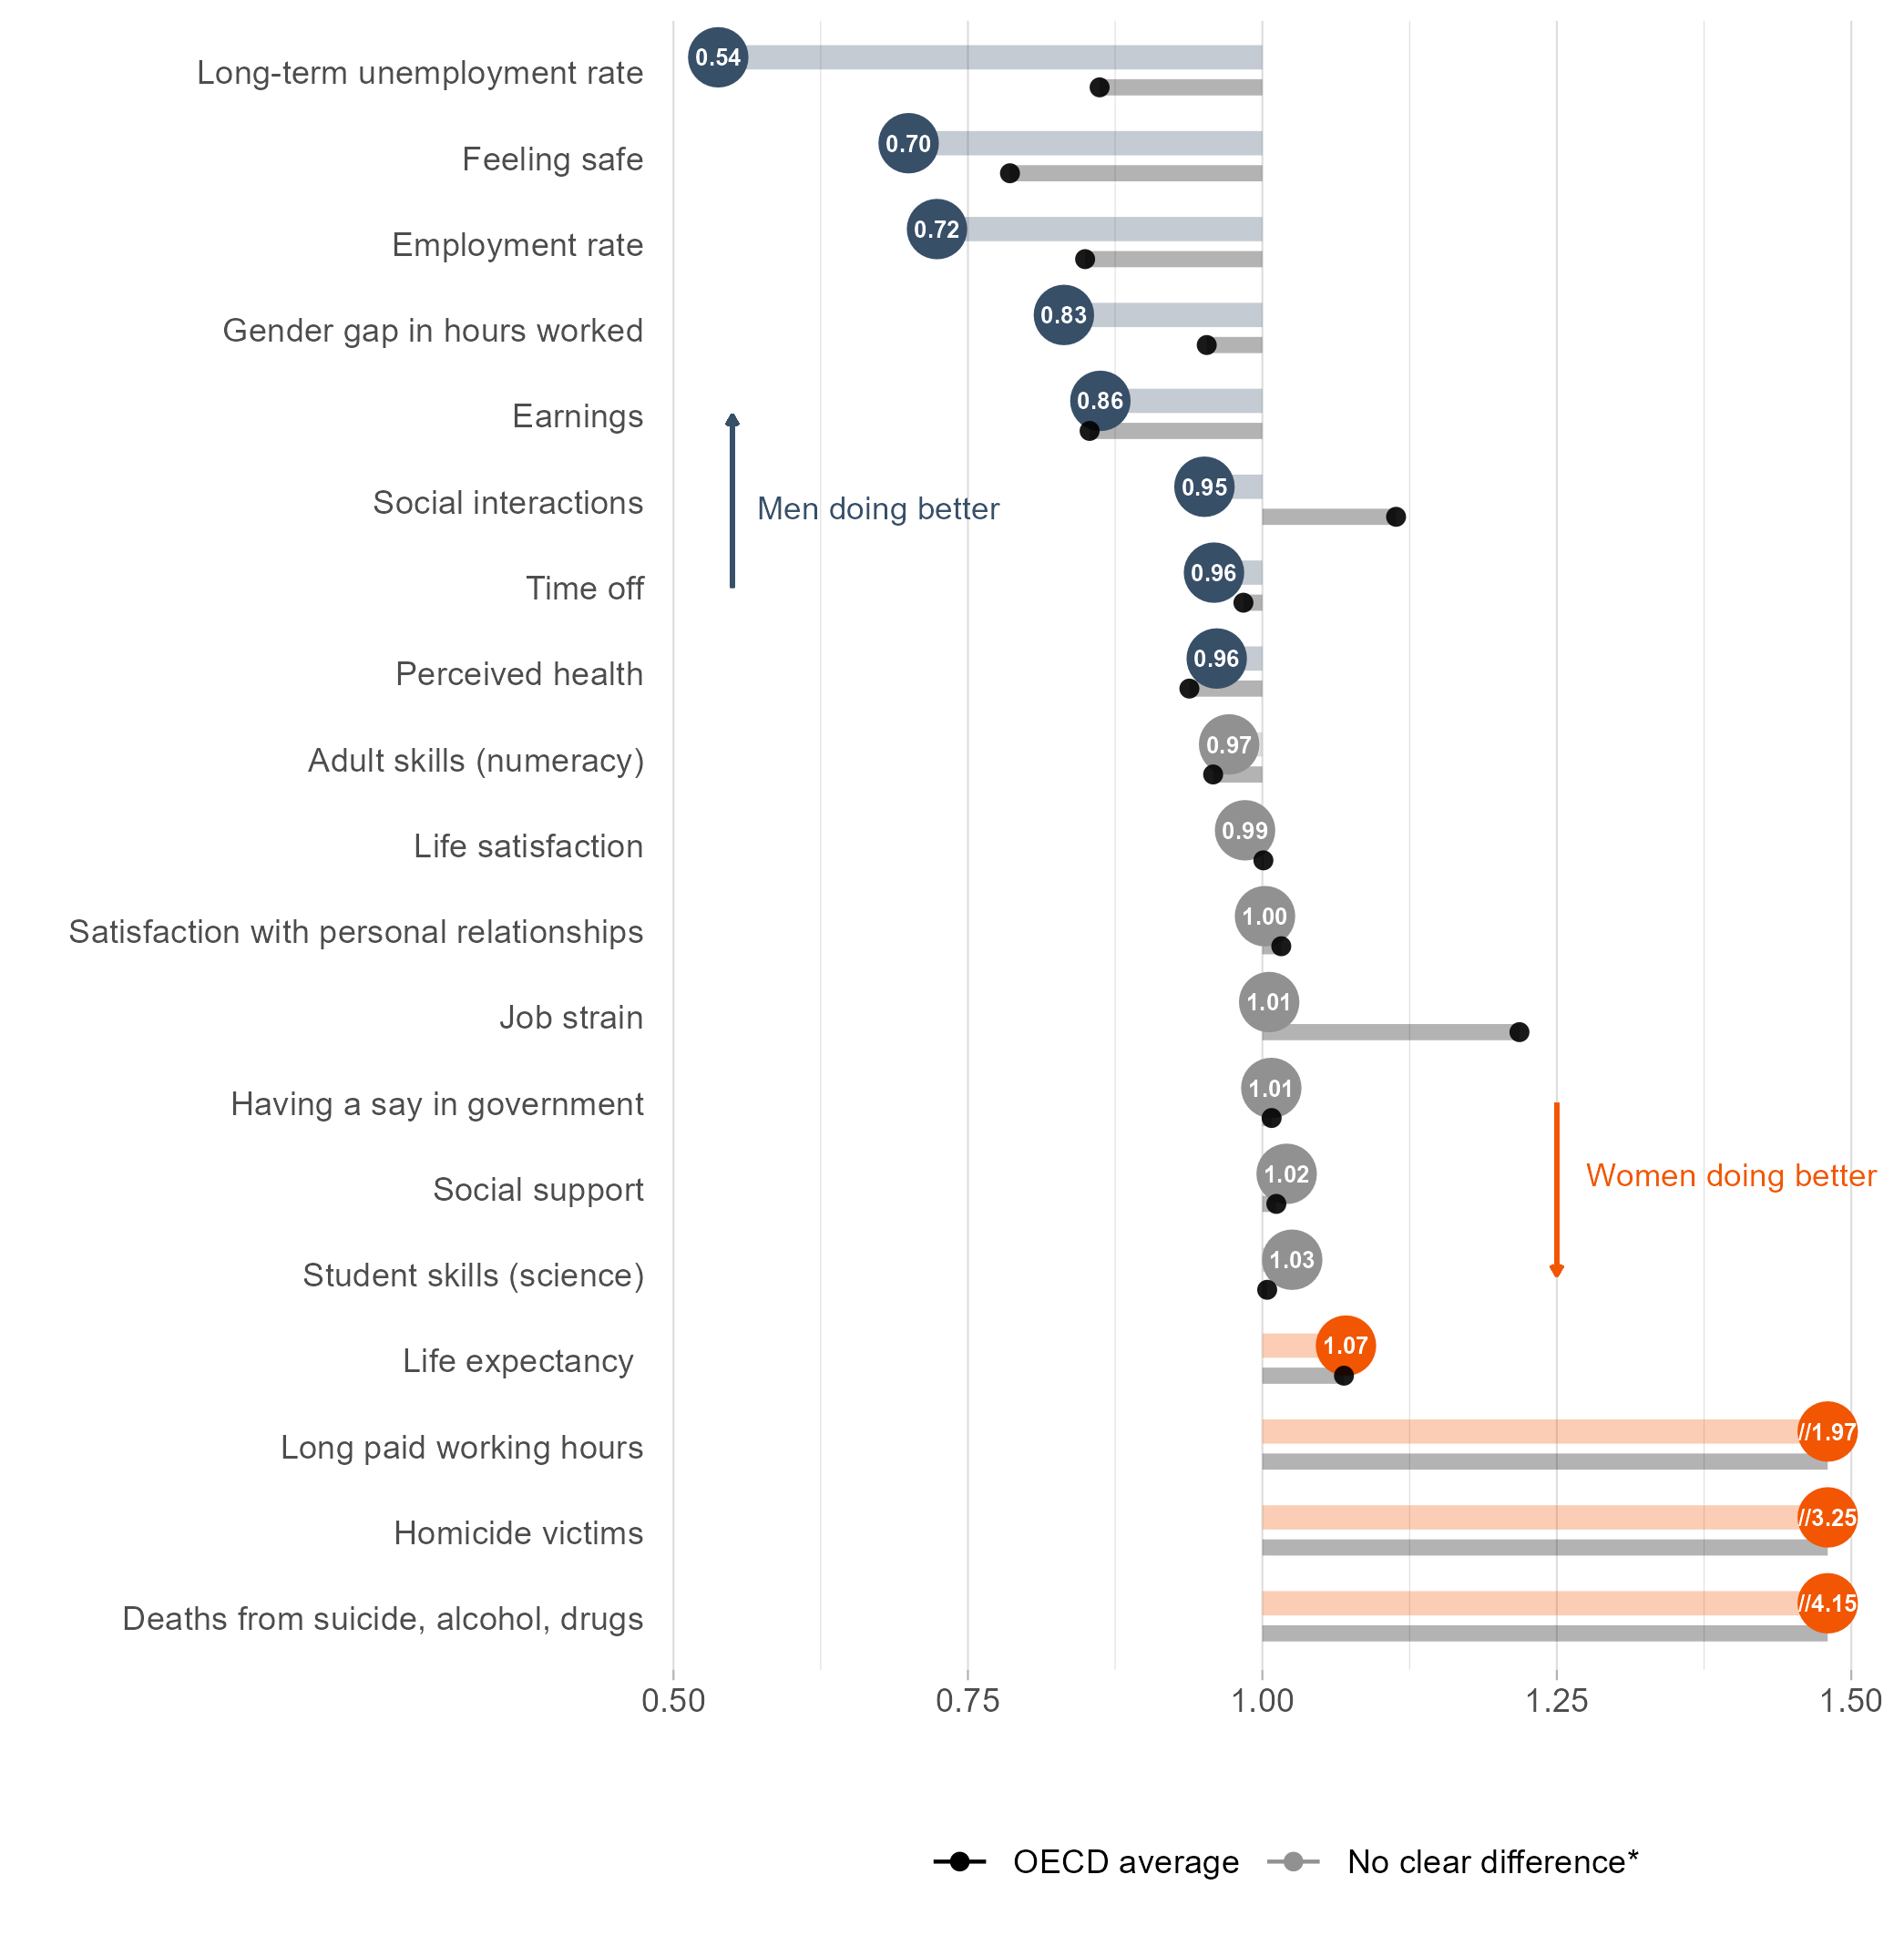 Long-term unemployment rate
0.54
Feeling safe
0.70
Employment rate
0.72
Gender gap in hours worked
0.83
Earnings
0.86
Social interactions
0.95
Men doing better
Time off
0.96
Perceived health
0.96
Adult skills (numeracy)
0.97
Life satisfaction
0.99
Satisfaction with personal relationships
1.00
Job strain
1.01
Having a say in government
1.01
Social support
1.02
Women doing better
Student skills (science)
1.03
Life expectancy
1.07
Long paid working hours
//1.97
Homicide victims
//3.25
Deaths from suicide, alcohol, drugs
//4.15
0.50 0.75 1.00 1.25 1.50
OECD average No clear difference*